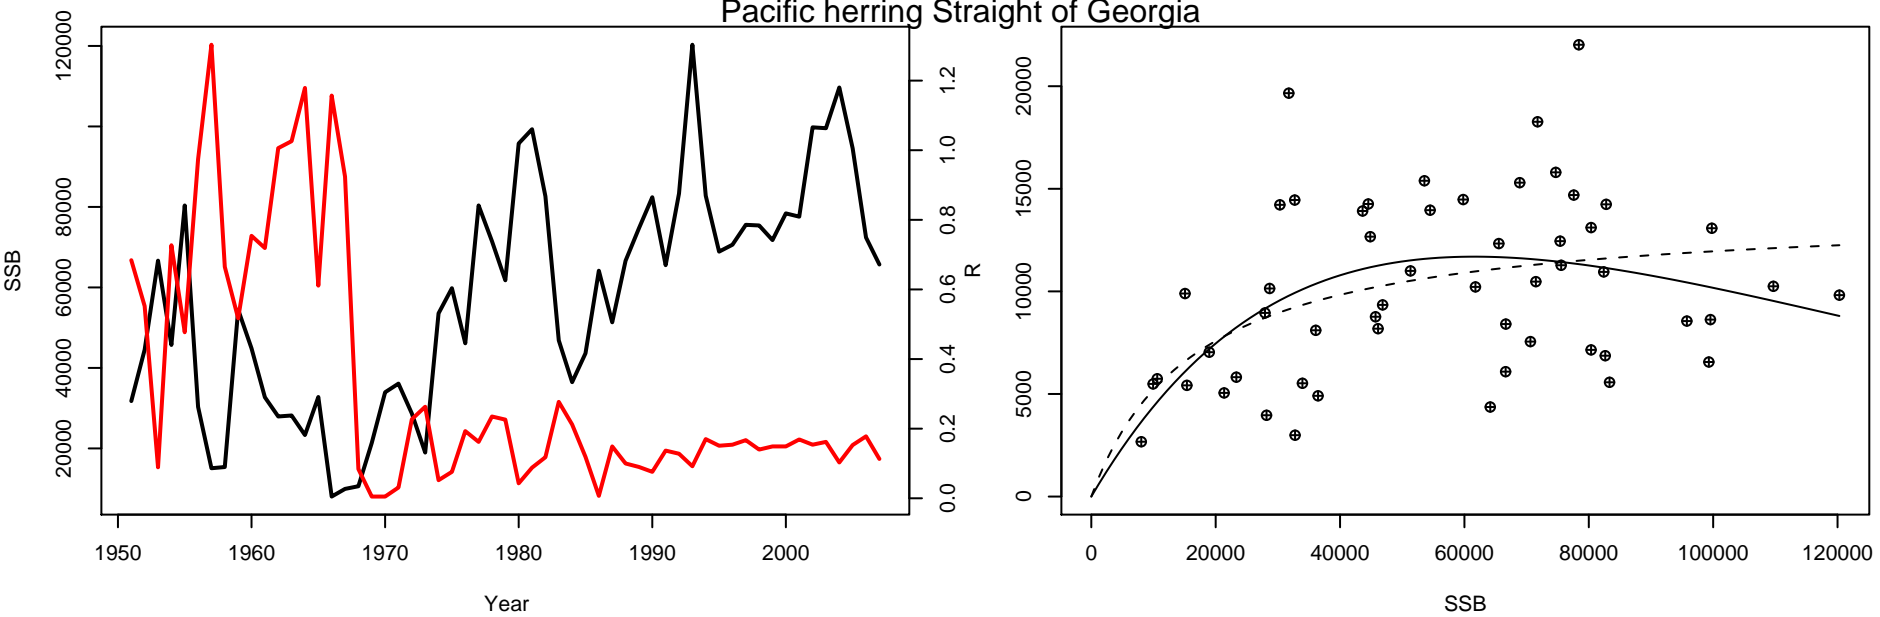 Pacific herring Straight of Georgia
SSB
20000 40000 60000 80000 120000
1950 1960 1970 1980 1990 2000
Year
0.0 0.2 0.4 0.6 0.8 1.0 1.2
R
0 5000 10000 15000 20000
0 20000 40000 60000 80000 100000 120000
SSB